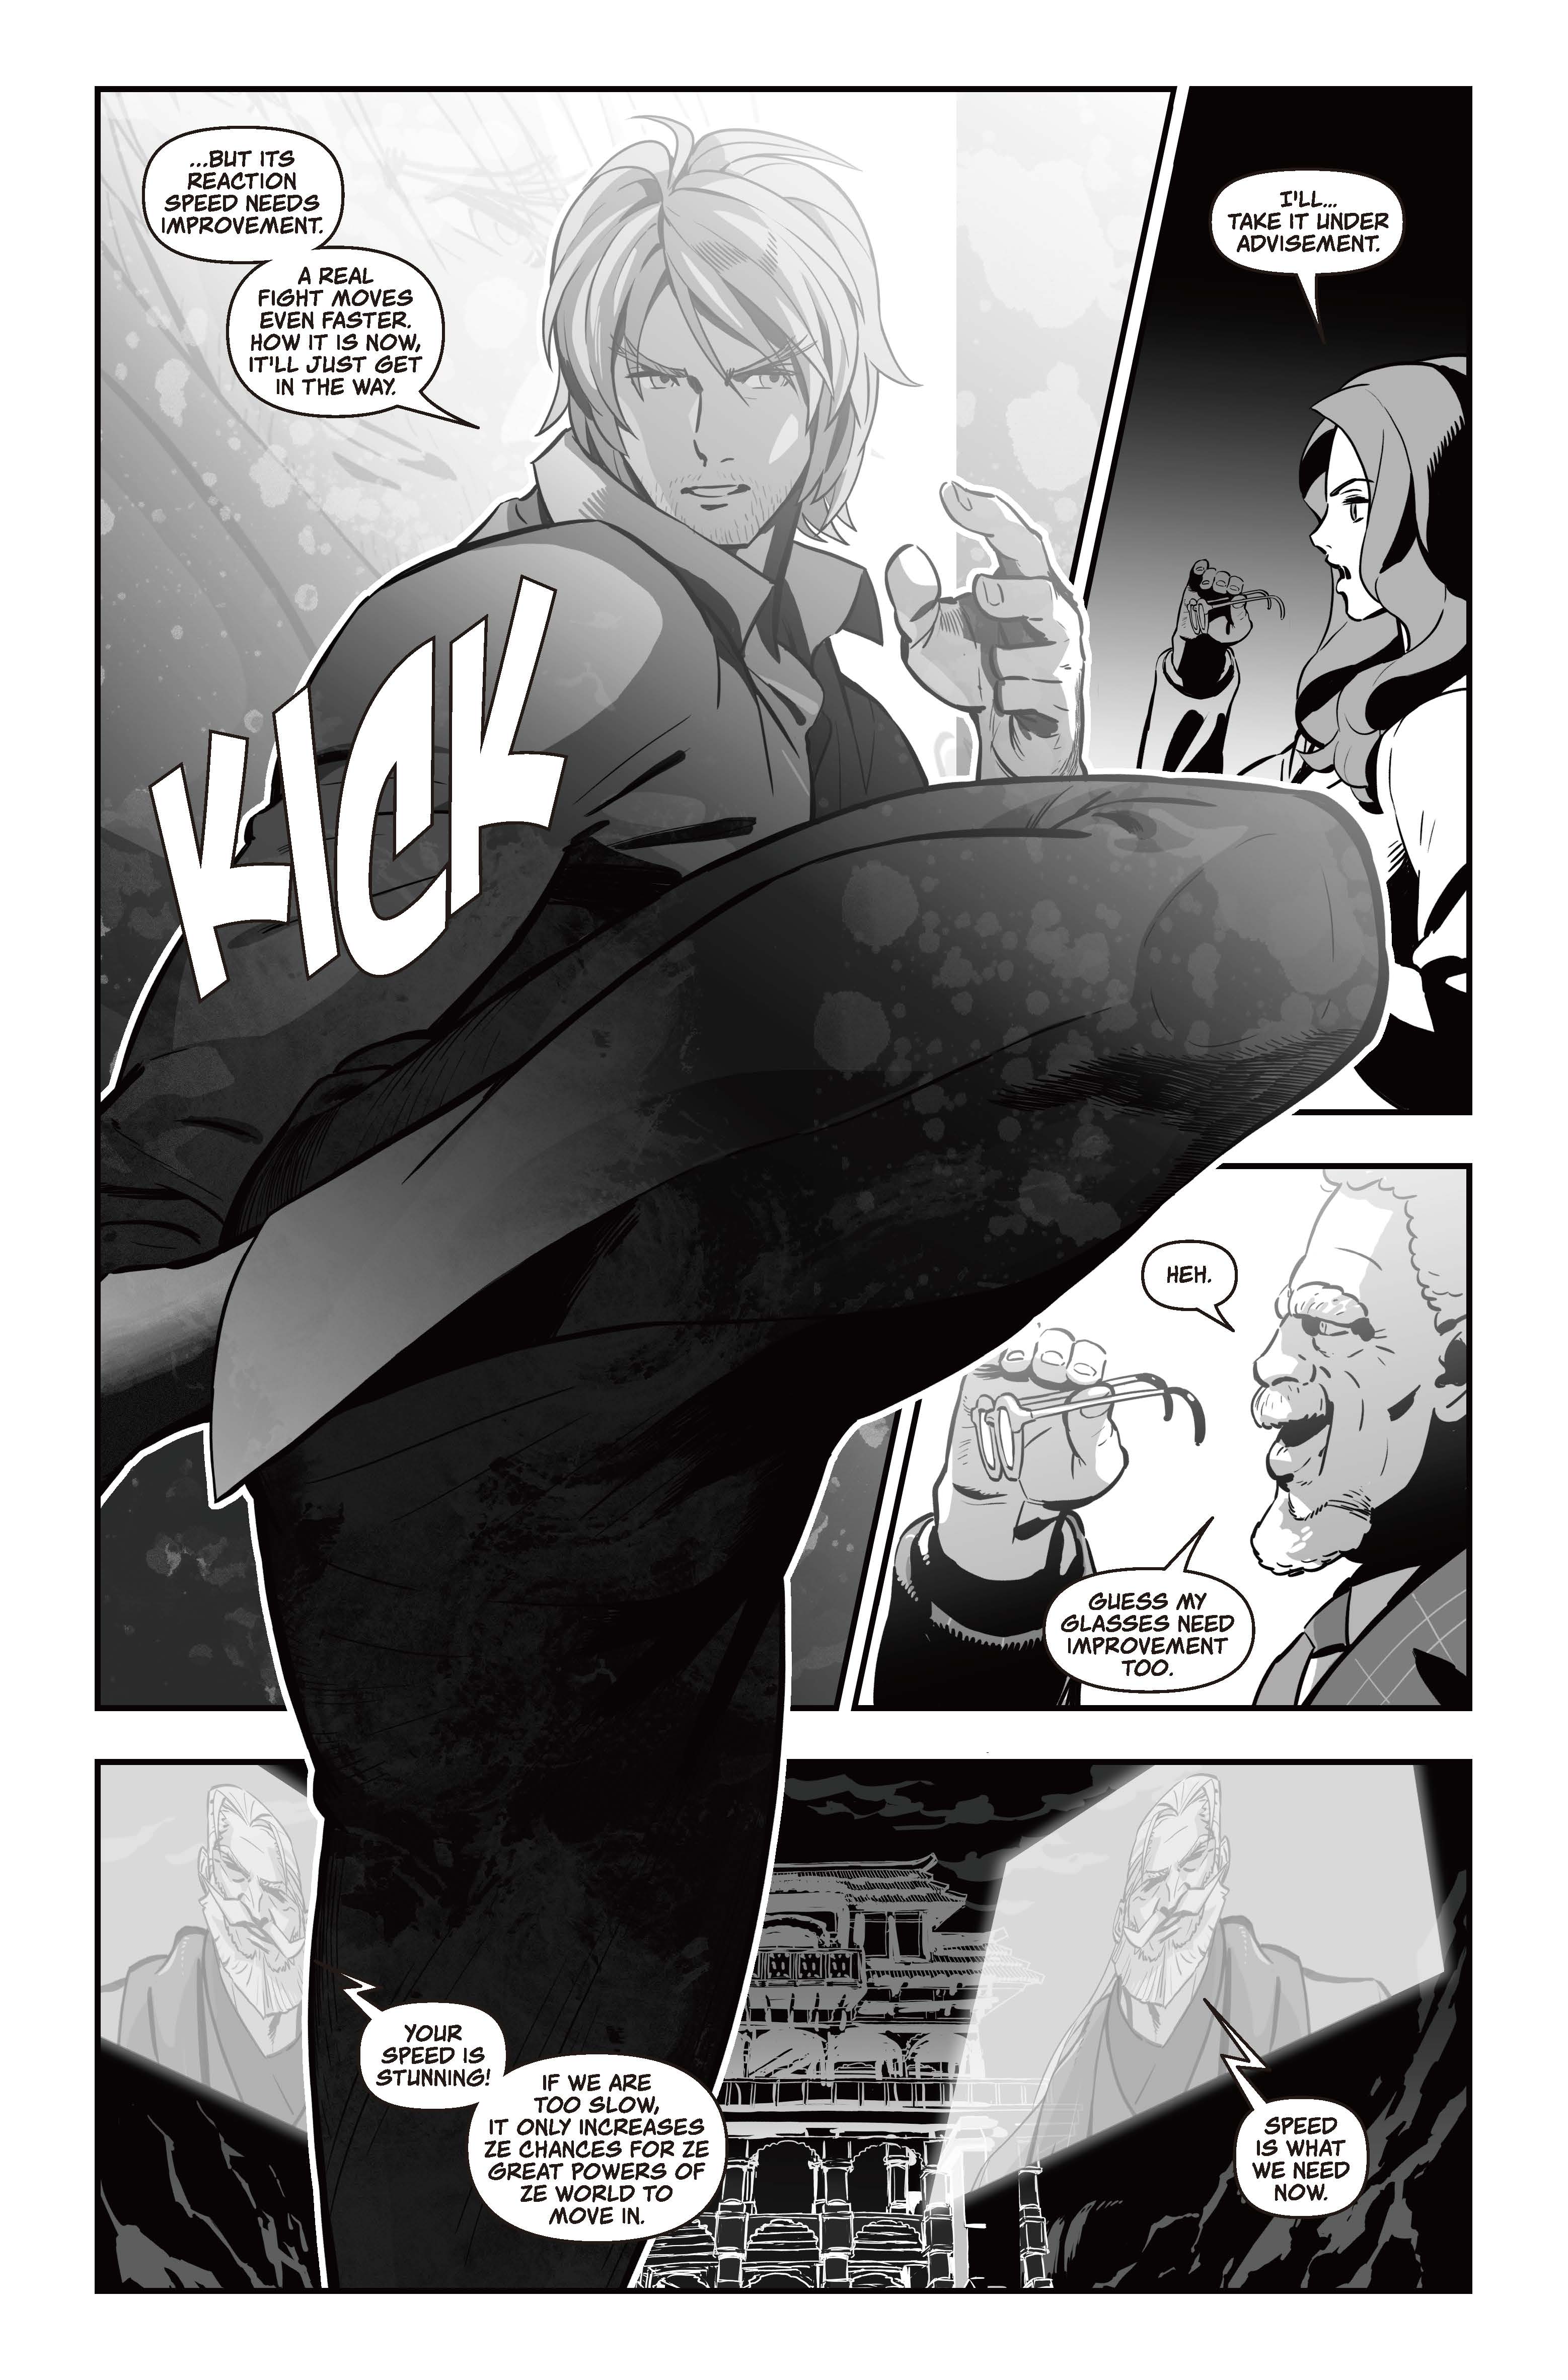 ...BUT ITS
REACTION
SPEED NEEDS
IMPROVEMENT.
A REAL
FIGHT MOVES
EVEN FASTER.
HOW IT IS NOW,
IT'LL JUST GET
IN THE WAY.
I'LL...
TAKE IT UNDER
ADVISEMENT.
KICK
HEH.
GUESS MY
GLASSES NEED
IMPROVEMENT
TOO.
YOUR
SPEED IS
STUNNING!
IF WE ARE
TOO SLOW,
IT ONLY INCREASES
ZE CHANCES FOR ZE
GREAT POWERS OF
ZE WORLD TO
MOVE IN.
SPEED
IS WHAT
WE NEED
NOW.